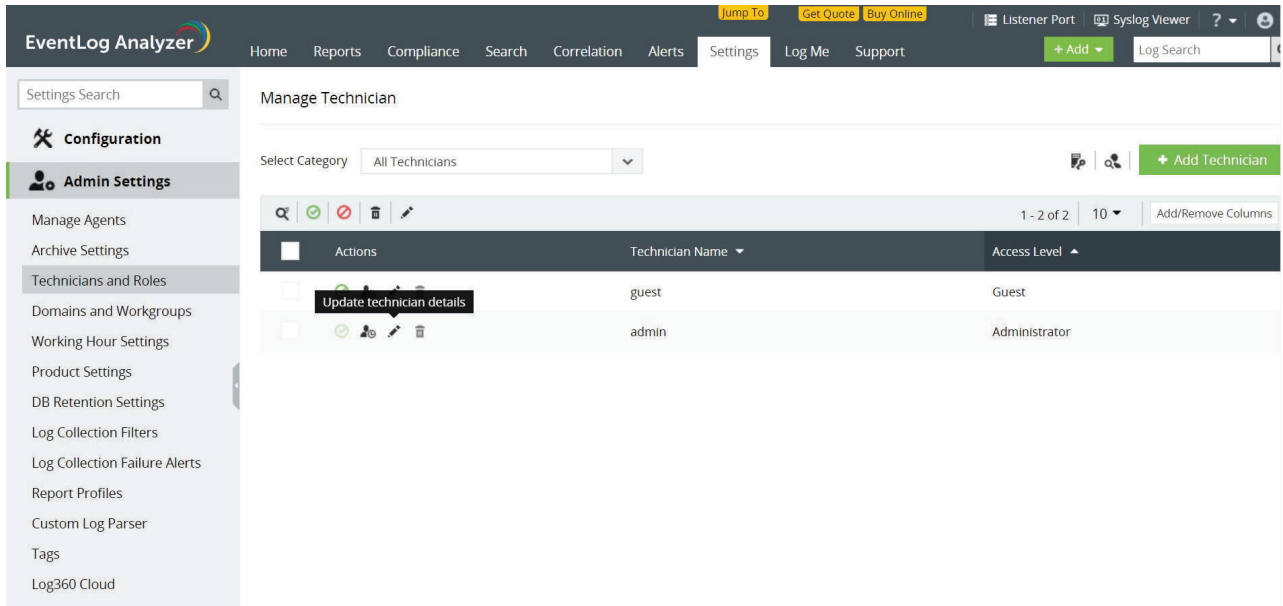 Jump To
Get Quote
Buy Online
Listener Port
Syslog Viewer
?
EventLog Analyzer
Home
Reports
Compliance
Search
Correlation
Alerts
Settings
Log Me
Support
+ Add
Log Search
Settings Search
Configuration
Admin Settings
Manage Agents
Archive Settings
Technicians and Roles
Domains and Workgroups
Working Hour Settings
Product Settings
DB Retention Settings
Log Collection Filters
Log Collection Failure Alerts
Report Profiles
Custom Log Parser
Tags
Log360 Cloud
Manage Technician
Select Category
All Technicians
+ Add Technician
1 - 2 of 2
10
Add/Remove Columns
Actions
Technician Name
Access Level
guest
Guest
Update technician details
admin
Administrator